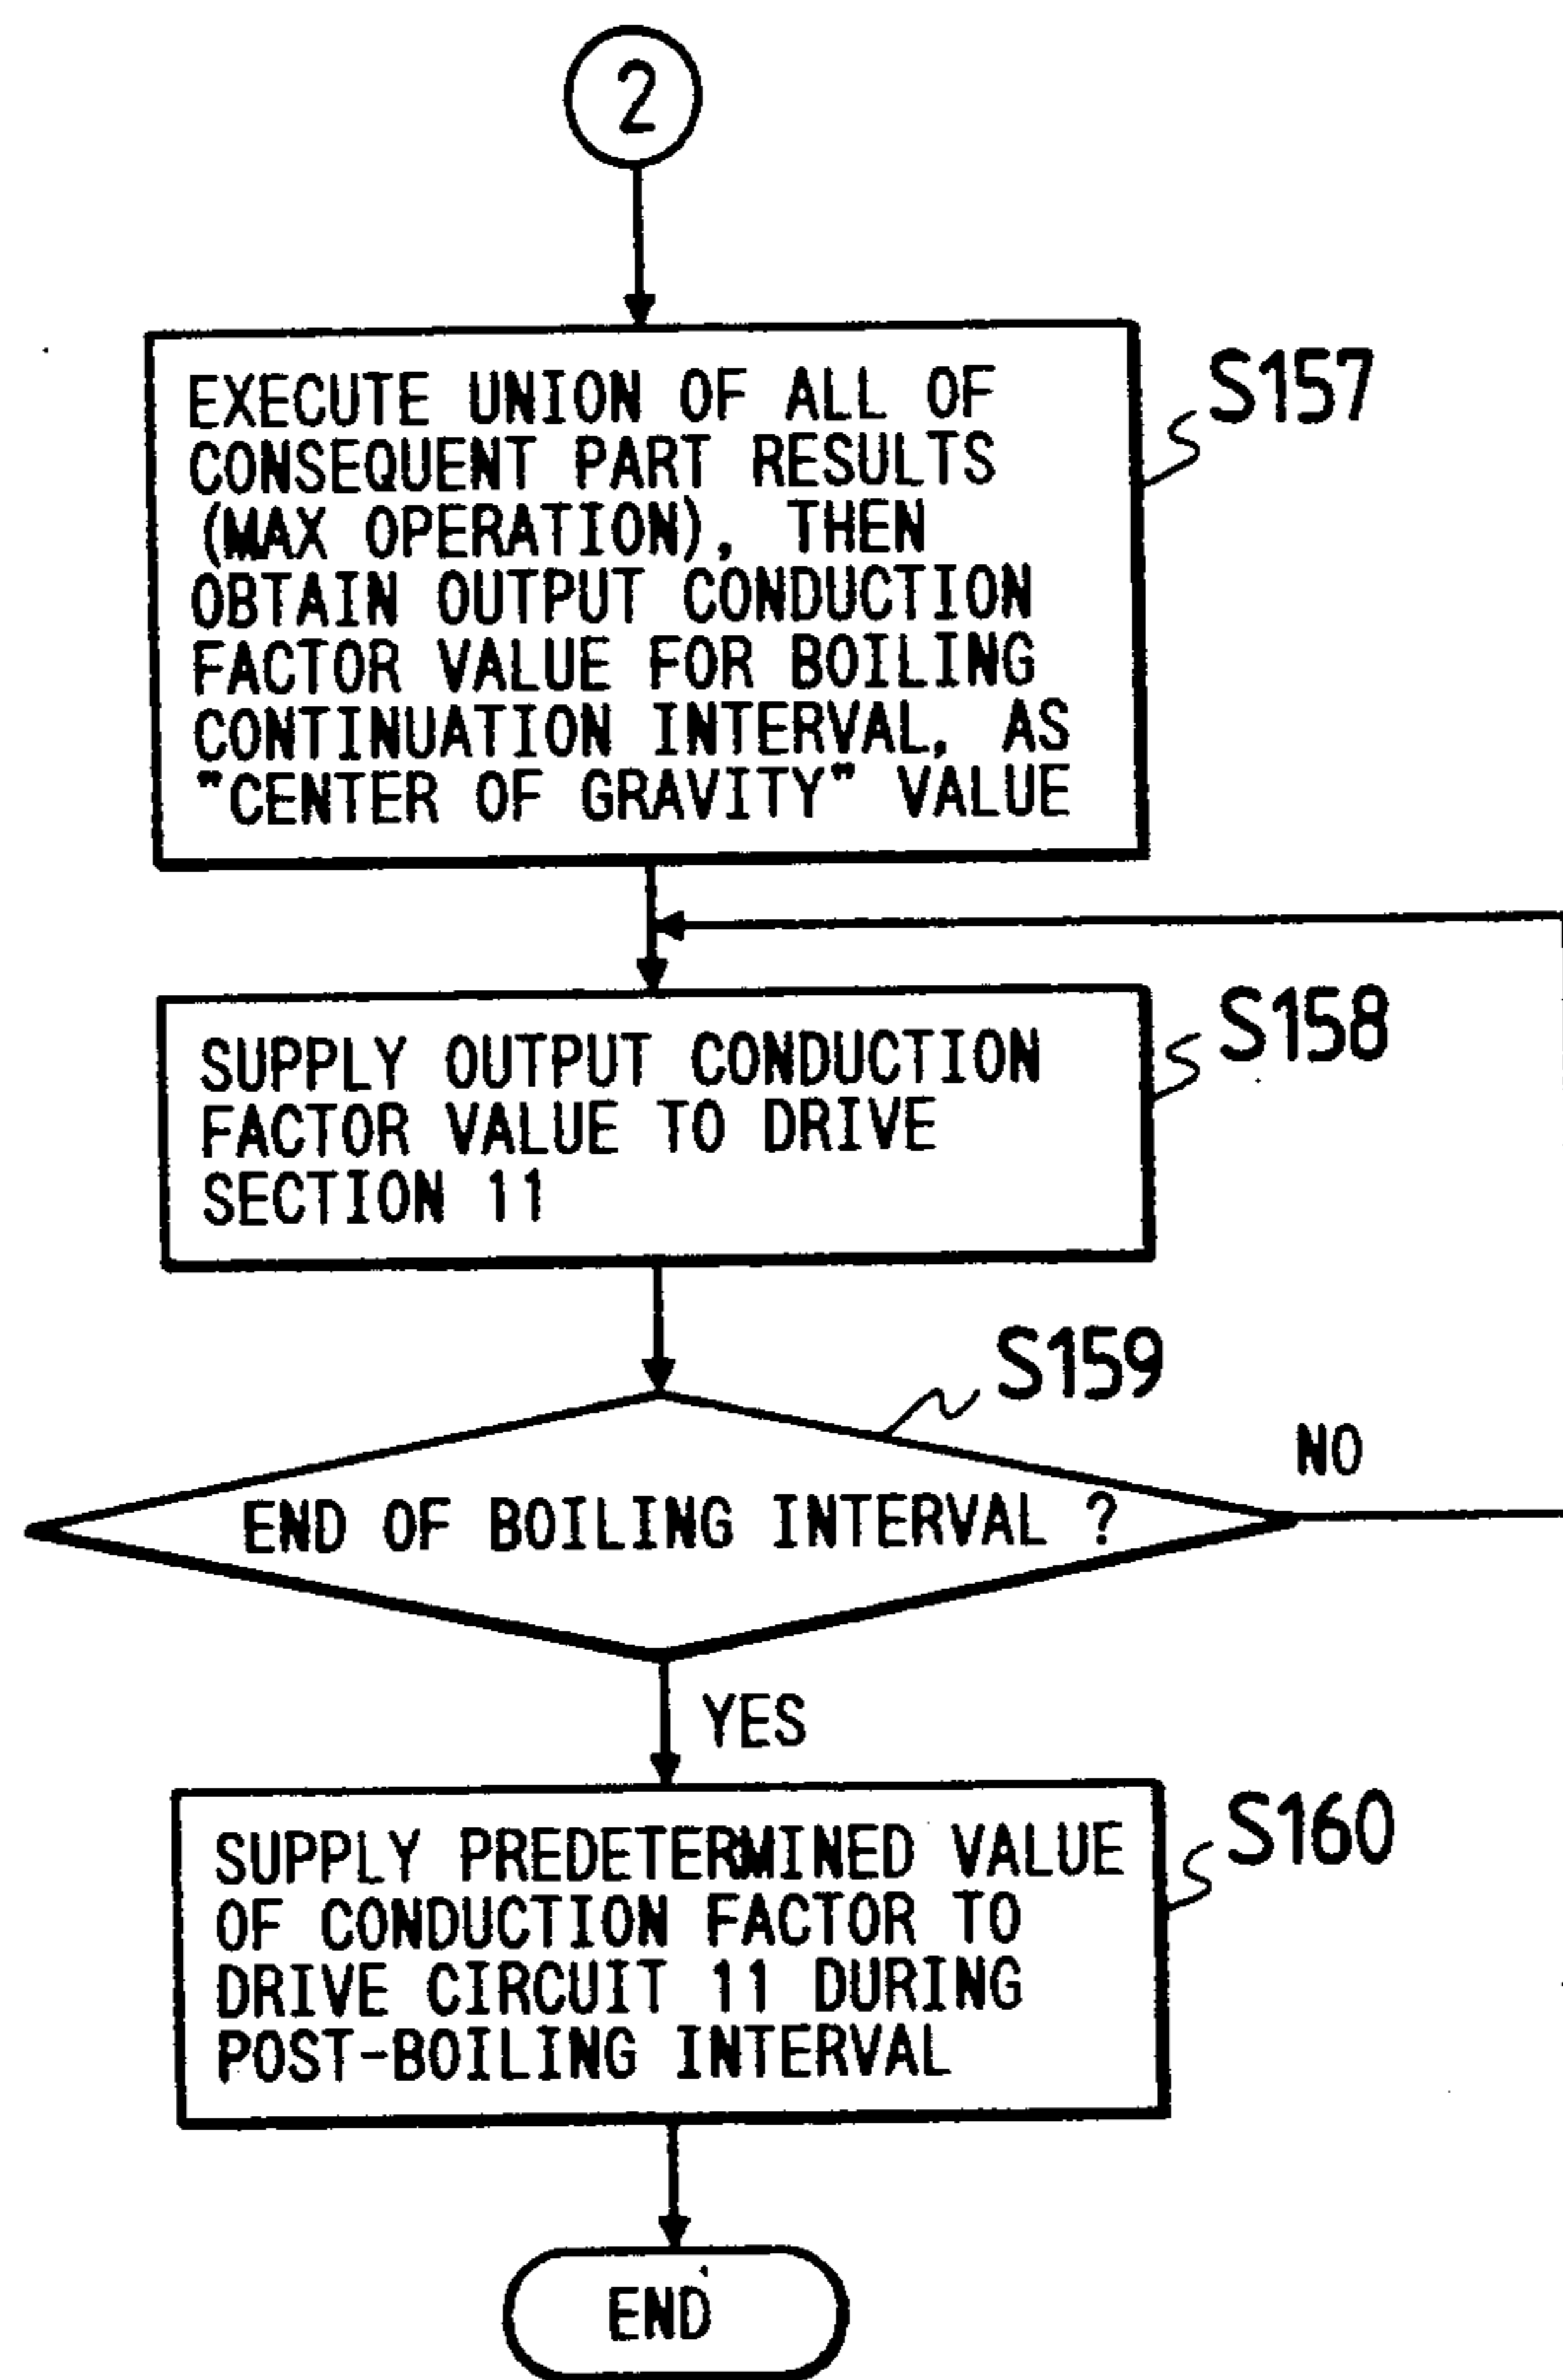 2
EXECUTE UNION OF ALL OF
CONSEQUENT PART RESULTS
(MAX OPERATION), THEN
OBTAIN OUTPUT CONDUCTION
FACTOR VALUE FOR BOILING
CONTINUATION INTERVAL, AS
"CENTER OF GRAVITY" VALUE
S157
SUPPLY OUTPUT CONDUCTION
FACTOR VALUE TO DRIVE
SECTION 11
S158
S159
END OF BOILING INTERVAL ?
NO
YES
SUPPLY PREDETERMINED VALUE
OF CONDUCTION FACTOR TO
DRIVE CIRCUIT 11 DURING
POST-BOILING INTERVAL
S160
END